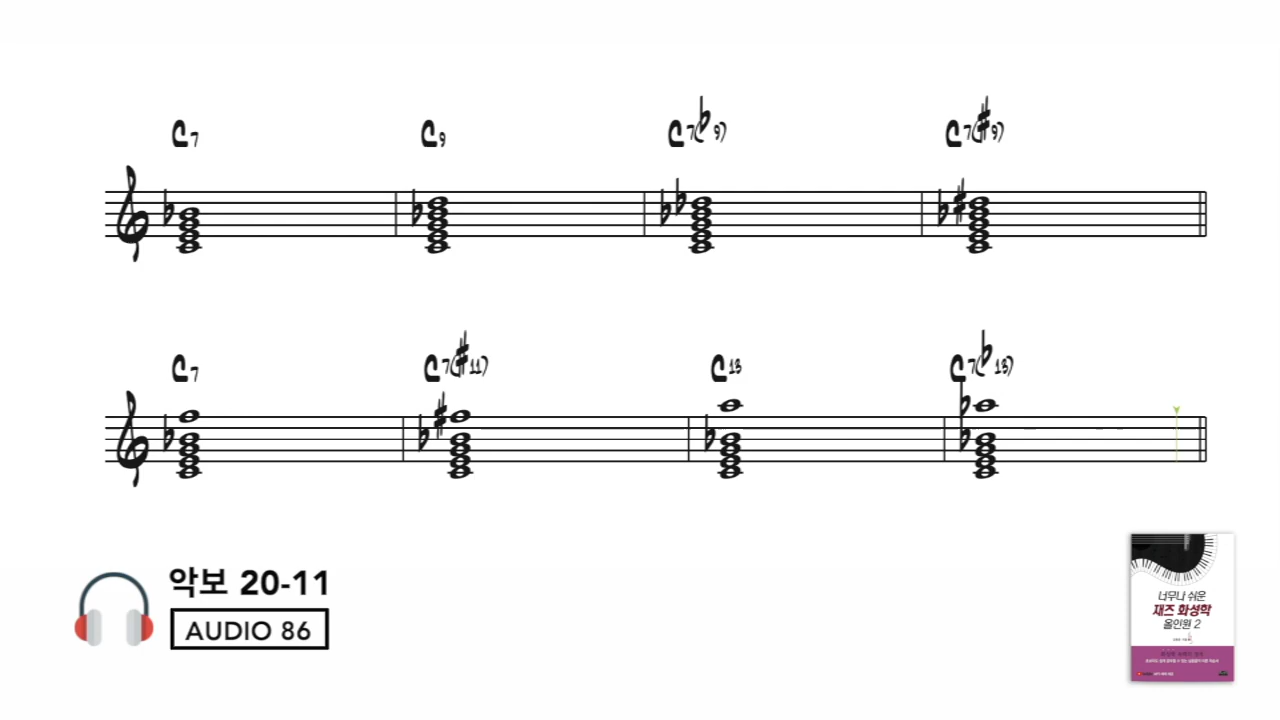 C7 C9 C7(♭9) C7(♯9)
C7 C7(♯11) C13 C7(♭13)
악보 20-11
AUDIO 86
너무나 쉬운
재즈 화성학
올인원 2